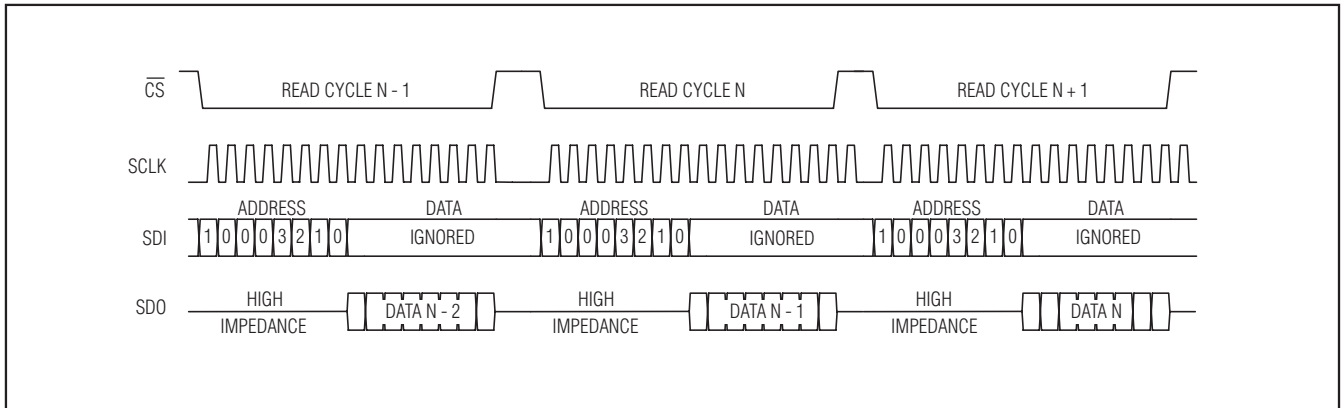 CS READ CYCLE N - 1 READ CYCLE N READ CYCLE N + 1
SCLK
ADDRESS DATA ADDRESS DATA ADDRESS DATA
SDI 1 0 0 0 3 2 1 0 IGNORED 1 0 0 0 3 2 1 0 IGNORED 1 0 0 0 3 2 1 0 IGNORED
SDO HIGH IMPEDANCE DATA N - 2 HIGH IMPEDANCE DATA N - 1 HIGH IMPEDANCE DATA N